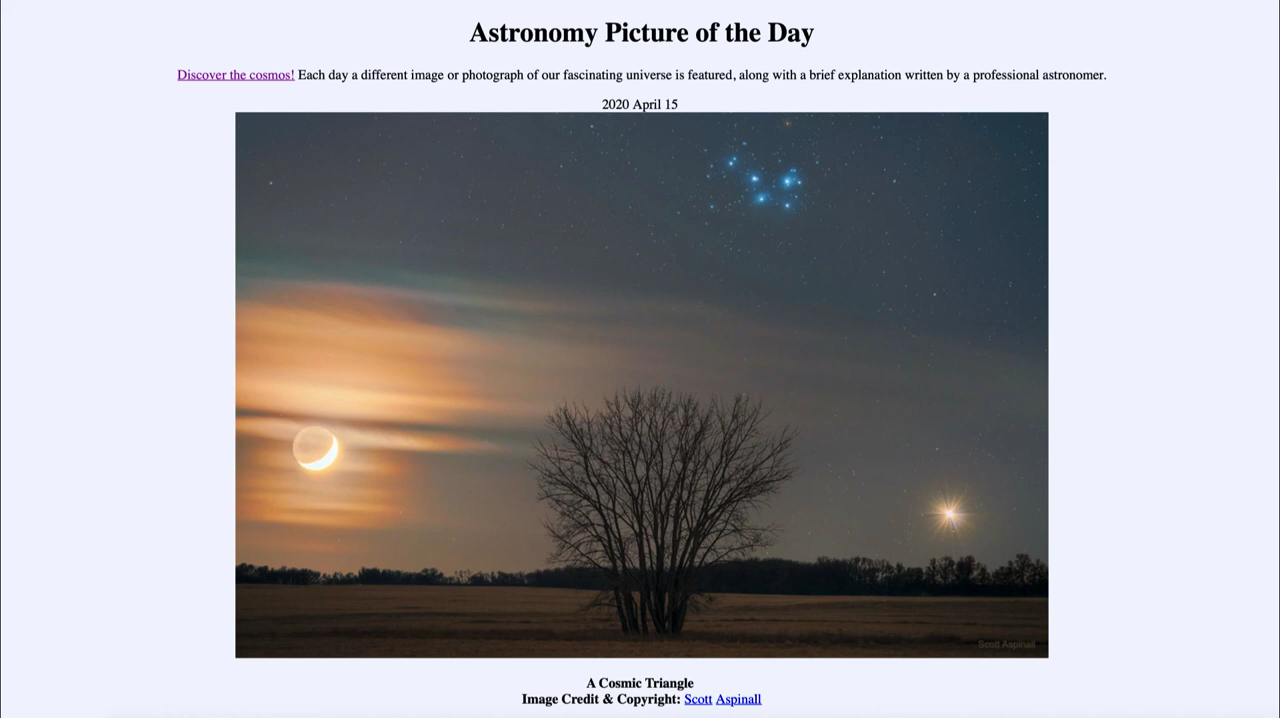 Astronomy Picture of the Day
Discover the cosmos! Each day a different image or photograph of our fascinating universe is featured, along with a brief explanation written by a professional astronomer.
2020 April 15
Scott Aspinall
A Cosmic Triangle
Image Credit & Copyright: Scott Aspinall